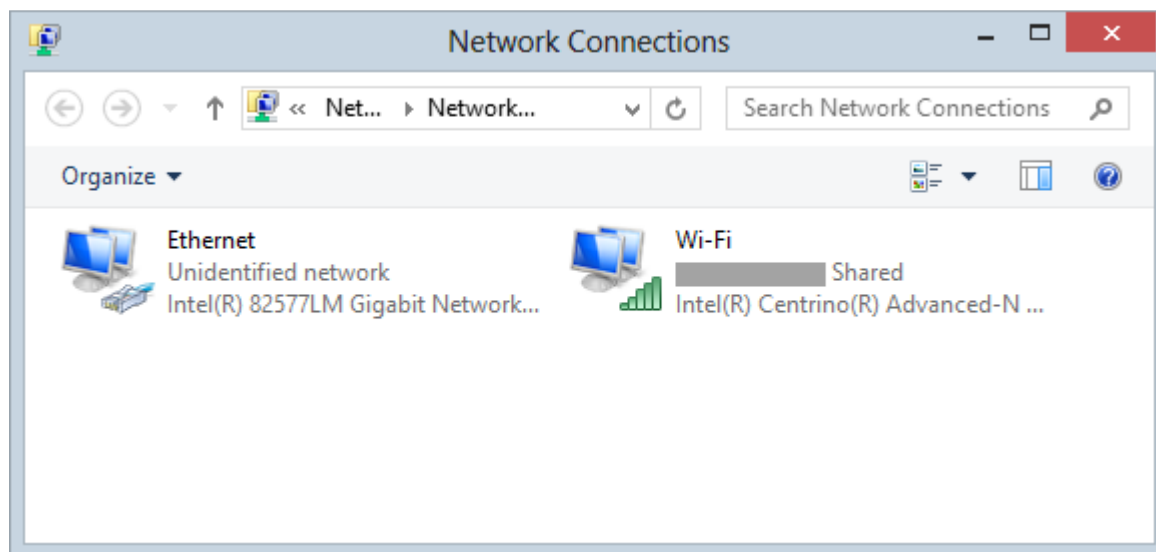 Network Connections
« Net... Network...
Search Network Connections
Organize
Ethernet
Unidentified network
Intel(R) 82577LM Gigabit Network...
Wi-Fi
Shared
Intel(R) Centrino(R) Advanced-N ...